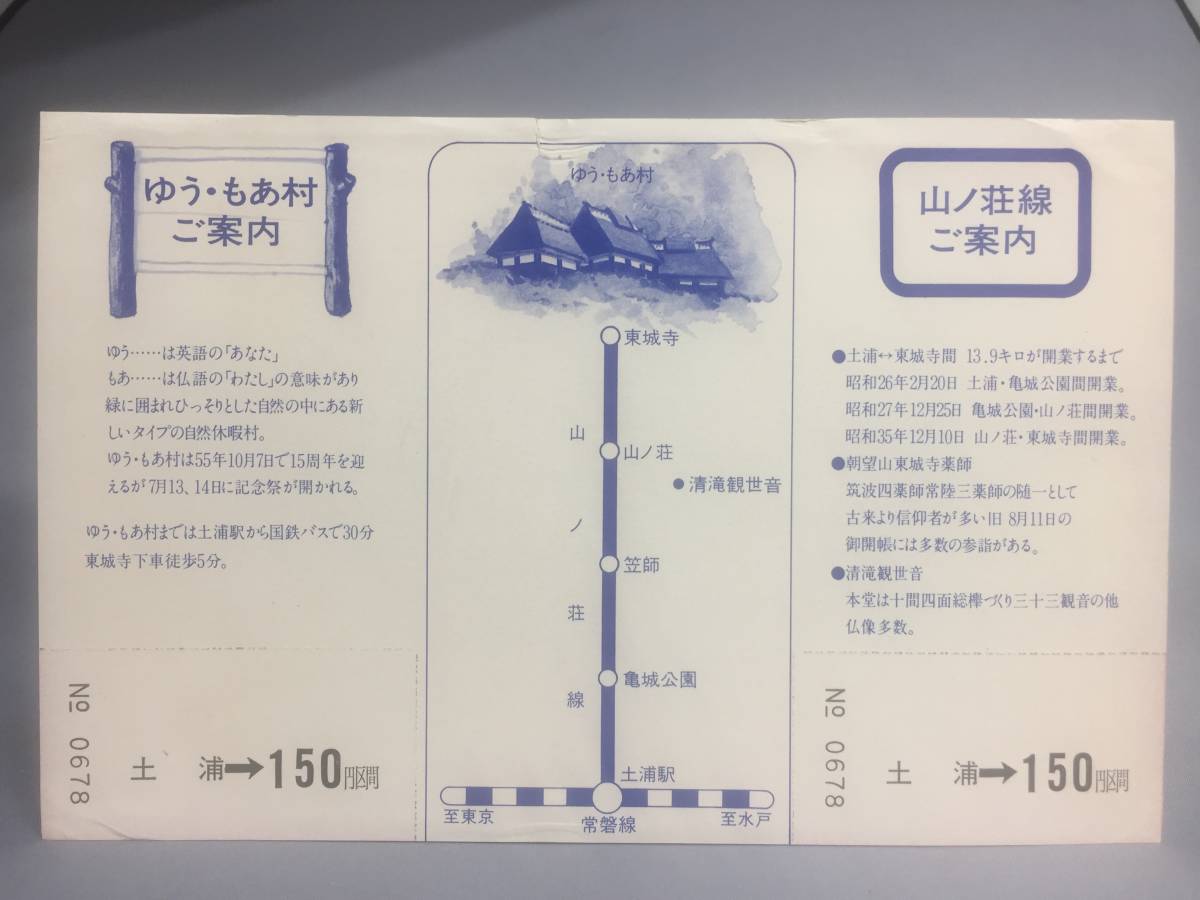 ゆう・もあ村
ご案内
ゆう……は英語の「あなた」
もあ……は仏語の「わたし」の意味があり
緑に囲まれひっそりとした自然の中にある新
しいタイプの自然休暇村。
ゆう・もあ村は55年10月7日で15周年を迎
えるが7月13、14日に記念祭が開かれる。
ゆう・もあ村までは土浦駅から国鉄バスで30分
東城寺下車徒歩5分。
№ 0678
土 浦→150円区間
ゆう・もあ村
東城寺
山ノ荘
清滝観世音
笠師
亀城公園
土浦駅
山ノ荘線
至東京
常磐線
至水戸
山ノ荘線
ご案内
●土浦↔東城寺間 13.9キロが開業するまで
昭和26年2月20日 土浦・亀城公園間開業。
昭和27年12月25日 亀城公園・山ノ荘間開業。
昭和35年12月10日 山ノ荘・東城寺間開業。
●朝望山東城寺薬師
筑波四薬師常陸三薬師の随一として
古来より信仰者が多い旧 8月11日の
御開帳には多数の参詣がある。
●清滝観世音
本堂は十間四面総欅づくり三十三観音の他
仏像多数。
№ 0678
土 浦→150円区間